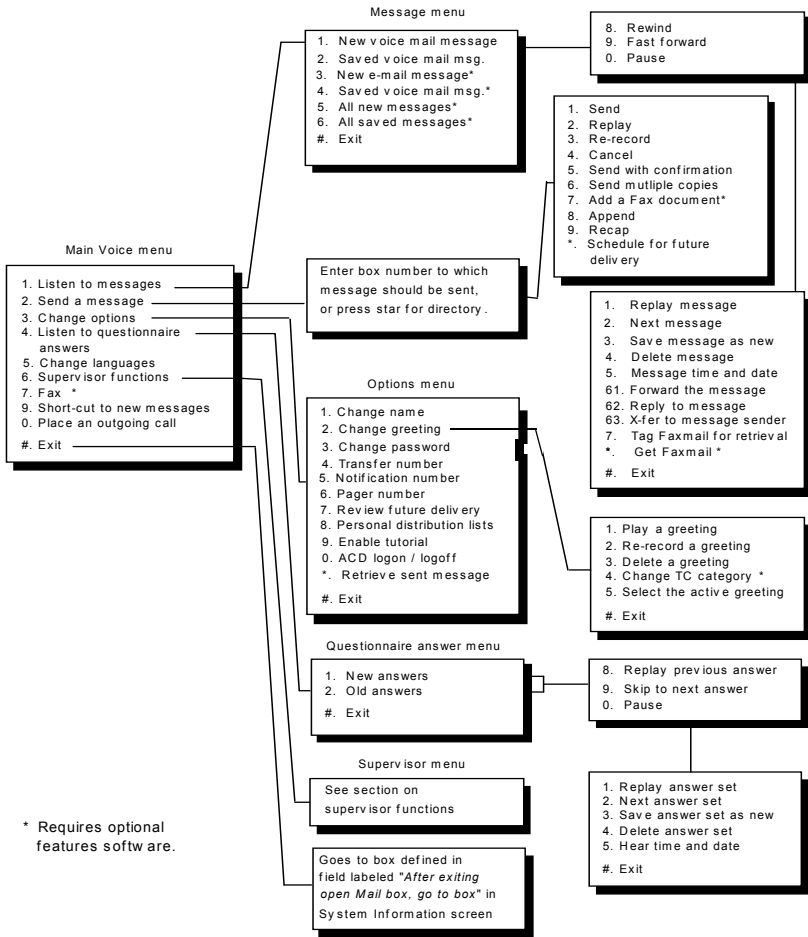 Message menu
1. New voice mail message
2. Saved voice mail msg.
3. New e-mail message*
4. Saved voice mail msg.*
5. All new messages*
6. All saved messages*
#. Exit
8. Rewind
9. Fast forward
0. Pause
1. Send
2. Replay
3. Re-record
4. Cancel
5. Send with confirmation
6. Send mutliple copies
7. Add a Fax document*
8. Append
9. Recap
*. Schedule for future
delivery
Main Voice menu
1. Listen to messages
2. Send a message
3. Change options
4. Listen to questionnaire
answers
5. Change languages
6. Supervisor functions
7. Fax *
9. Short-cut to new messages
0. Place an outgoing call
#. Exit
Enter box number to which
message should be sent,
or press star for directory.
1. Replay message
2. Next message
3. Save message as new
4. Delete message
5. Message time and date
61. Forward the message
62. Reply to message
63. X-fer to message sender
7. Tag Faxmail for retrieval
*. Get Faxmail *
#. Exit
Options menu
1. Change name
2. Change greeting
3. Change password
4. Transfer number
5. Notification number
6. Pager number
7. Review future delivery
8. Personal distribution lists
9. Enable tutorial
0. ACD logon / logoff
*. Retrieve sent message
#. Exit
1. Play a greeting
2. Re-record a greeting
3. Delete a greeting
4. Change TC category *
5. Select the active greeting
#. Exit
Questionnaire answer menu
1. New answers
2. Old answers
#. Exit
8. Replay previous answer
9. Skip to next answer
0. Pause
Supervisor menu
See section on
supervisor functions
1. Replay answer set
2. Next answer set
3. Save answer set as new
4. Delete answer set
5. Hear time and date
#. Exit
* Requires optional
features software.
Goes to box defined in
field labeled "After exiting
open Mail box, go to box" in
System Information screen